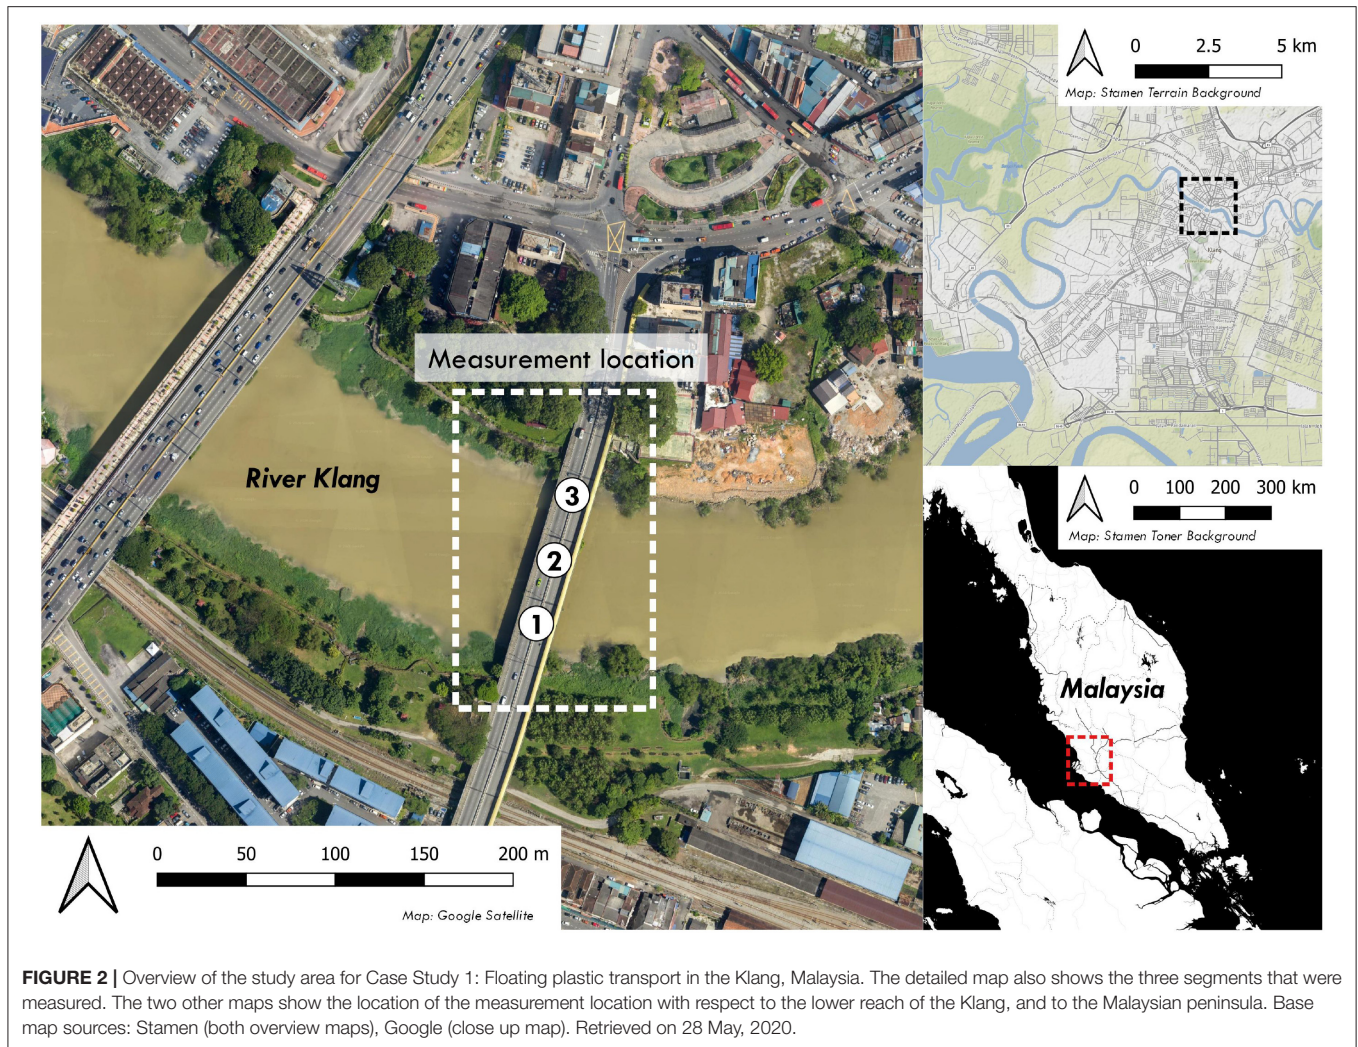 0 2.5 5 km
Map: Stamen Terrain Background
Measurement location
River Klang
3
2
1
Klang
0 100 200 300 km
Map: Stamen Toner Background
Malaysia
0 50 100 150 200 m
Map: Google Satellite
FIGURE 2 | Overview of the study area for Case Study 1: Floating plastic transport in the Klang, Malaysia. The detailed map also shows the three segments that were
measured. The two other maps show the location of the measurement location with respect to the lower reach of the Klang, and to the Malaysian peninsula. Base
map sources: Stamen (both overview maps), Google (close up map). Retrieved on 28 May, 2020.